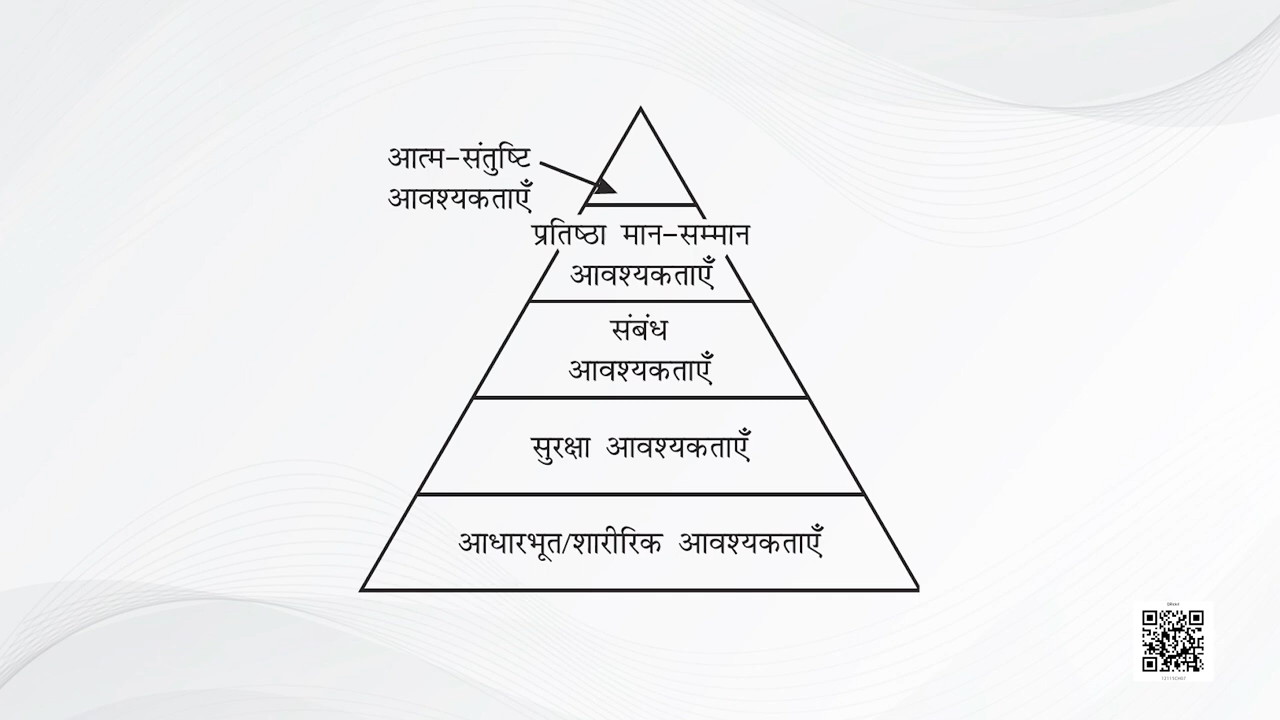 आत्म-संतुष्टि
आवश्यकताएँ
प्रतिष्ठा मान-सम्मान
आवश्यकताएँ
संबंध
आवश्यकताएँ
सुरक्षा आवश्यकताएँ
आधारभूत/शारीरिक आवश्यकताएँ